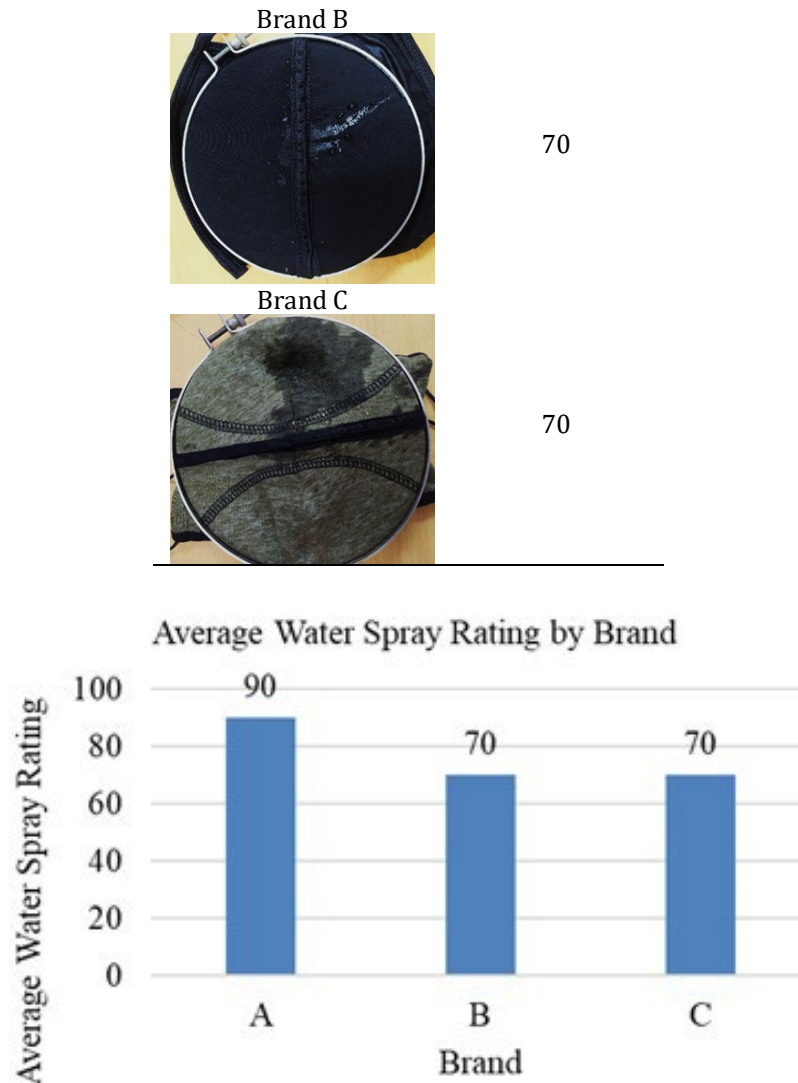 Brand B
70
Brand C
70
Average Water Spray Rating by Brand
Average Water Spray Rating
100
80
60
40
20
0
90
70
70
A
B
C
Brand